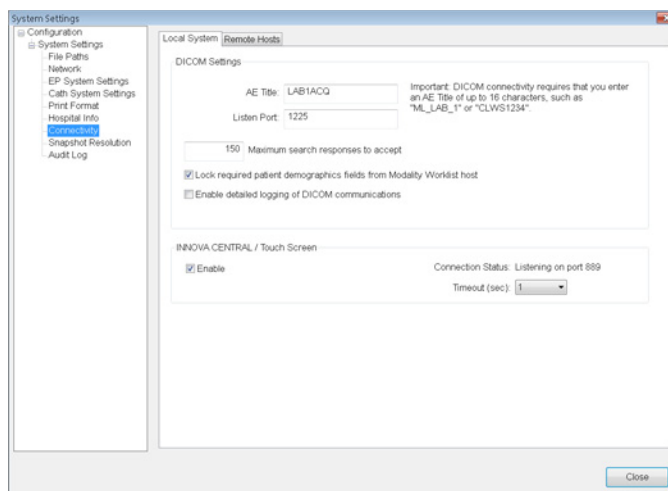 System Settings
Configuration
System Settings
File Paths
Network
EP System Settings
Cath System Settings
Print Format
Hospital Info
Connectivity
Snapshot Resolution
Audit Log
Local System
Remote Hosts
DICOM Settings
AE Title: LAB1ACQ
Listen Port: 1225
Important: DICOM connectivity requires that you enter
an AE Title of up to 16 characters, such as
"ML_LAB_1" or "CLWS1234".
150 Maximum search responses to accept
Lock required patient demographics fields from Modality Worklist host
Enable detailed logging of DICOM communications
INNOVA CENTRAL / Touch Screen
Enable
Connection Status: Listening on port 889
Timeout (sec): 1
Close